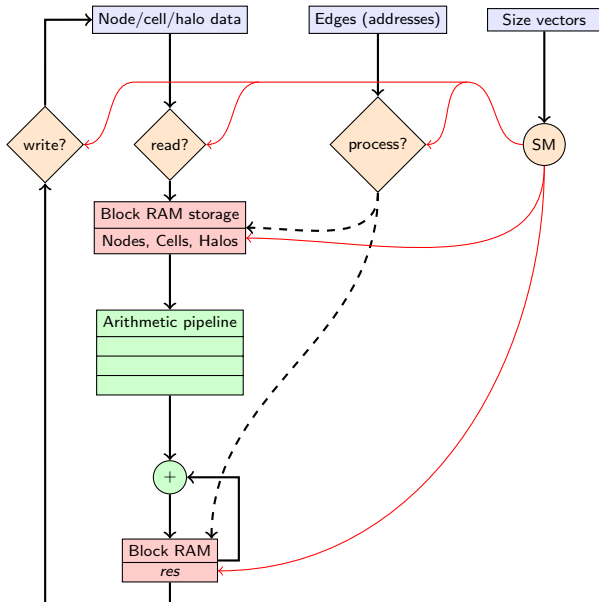 Node/cell/halo data
Edges (addresses)
Size vectors
write?
read?
process?
SM
Block RAM storage
Nodes, Cells, Halos
Arithmetic pipeline
+
Block RAM
res